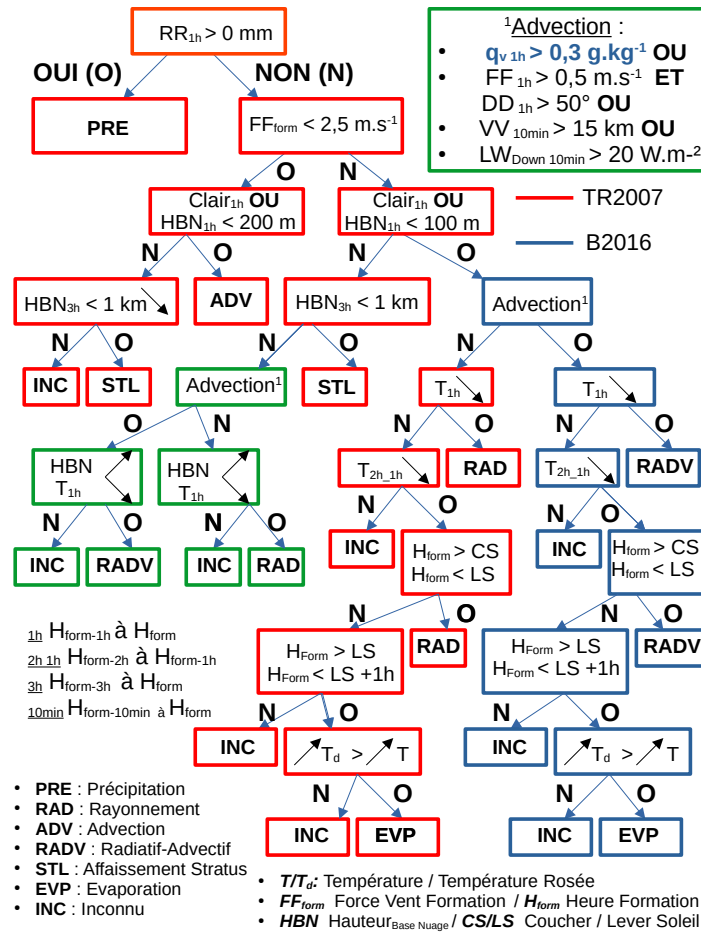 RR1h > 0 mm
OUI (O)
NON (N)
PRE
FFform < 2,5 m.s-1
¹Advection :
• qv 1h > 0,3 g.kg-1 OU
• FF 1h > 0,5 m.s-1 ET
DD 1h > 50° OU
• VV 10min > 15 km OU
• LWDown 10min > 20 W.m-²
O
N
Clair1h OU
HBN1h < 200 m
Clair1h OU
HBN1h < 100 m
TR2007
B2016
N
O
N
O
HBN3h < 1 km
ADV
HBN3h < 1 km
Advection¹
N
O
N
O
N
O
INC
STL
Advection¹
STL
T1h
T1h
O
N
N
O
N
O
HBN
T1h
HBN
T1h
T2h_1h
RAD
T2h_1h
RADV
N
O
N
O
N
O
N
O
INC
RADV
INC
RAD
INC
Hform > CS
Hform < LS
INC
Hform > CS
Hform < LS
N
O
N
O
1h Hform-1h à Hform
2h 1h Hform-2h à Hform-1h
3h Hform-3h à Hform
10min Hform-10min à Hform
HForm > LS
HForm < LS +1h
RAD
HForm > LS
HForm < LS +1h
RADV
N
O
N
O
INC
Td > T
INC
Td > T
N
O
N
O
INC
EVP
INC
EVP
• PRE : Précipitation
• RAD : Rayonnement
• ADV : Advection
• RADV : Radiatif-Advectif
• STL : Affaissement Stratus
• EVP : Evaporation
• INC : Inconnu
• T/Td: Température / Température Rosée
• FFform Force Vent Formation / Hform Heure Formation
• HBN HauteurBase Nuage / CS/LS Coucher / Lever Soleil